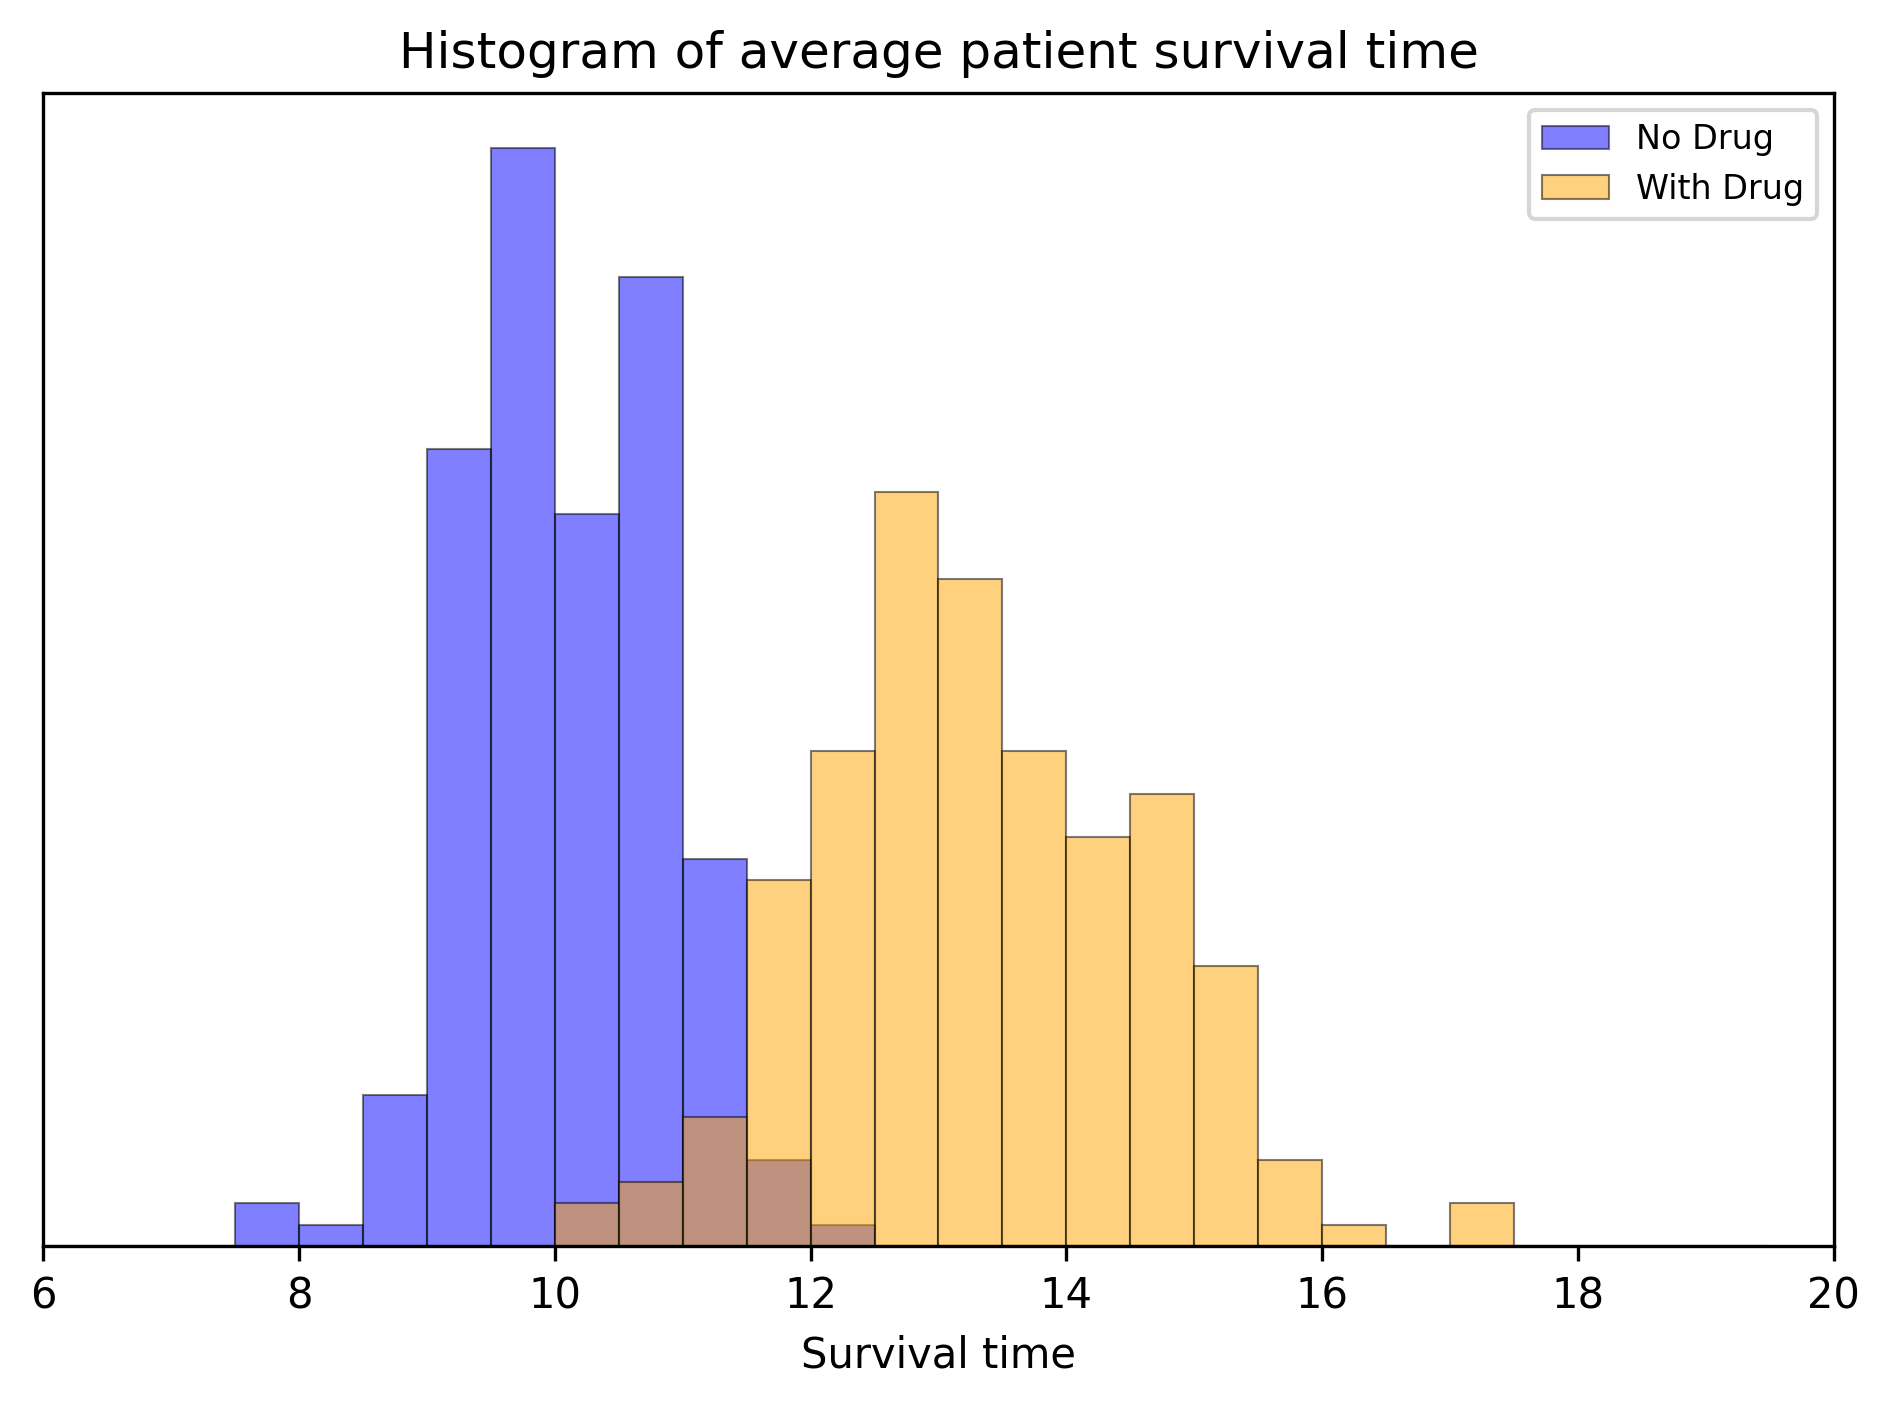 Histogram of average patient survival time
No Drug
With Drug
6 8 10 12 14 16 18 20
Survival time